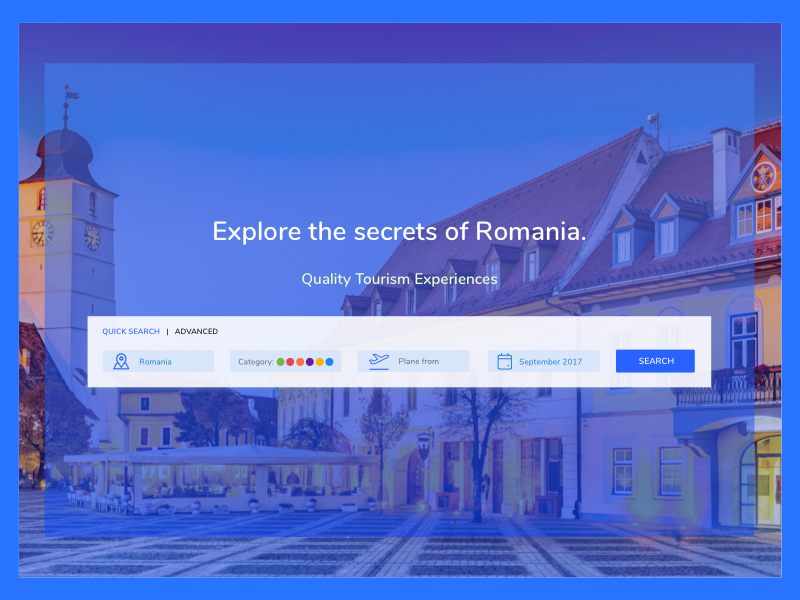 Explore the secrets of Romania.
Quality Tourism Experiences
QUICK SEARCH | ADVANCED
Romania
Category:
Plane from
September 2017
SEARCH